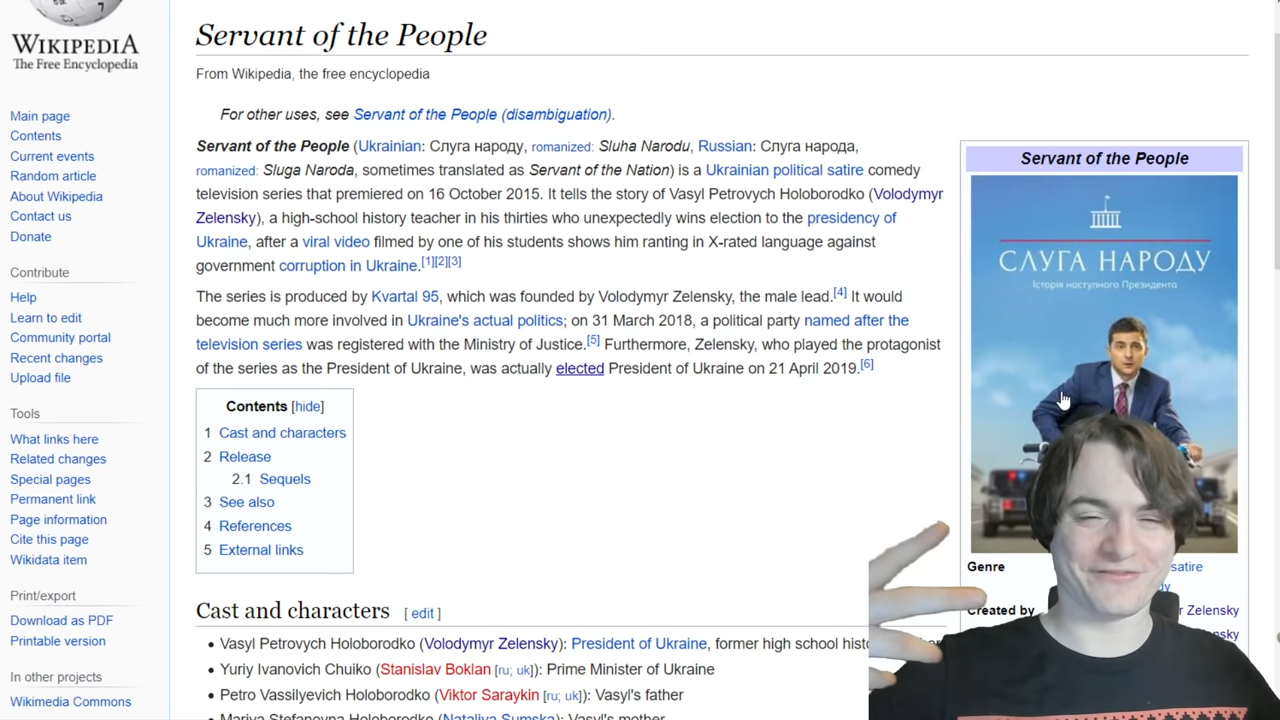 WIKIPEDIA
The Free Encyclopedia
Main page
Contents
Current events
Random article
About Wikipedia
Contact us
Donate
Contribute
Help
Learn to edit
Community portal
Recent changes
Upload file
Tools
What links here
Related changes
Special pages
Permanent link
Page information
Cite this page
Wikidata item
Print/export
Download as PDF
Printable version
In other projects
Wikimedia Commons
Servant of the People
From Wikipedia, the free encyclopedia
For other uses, see Servant of the People (disambiguation).
Servant of the People (Ukrainian: Слуга народу, romanized: Sluha Narodu, Russian: Слуга народа,
romanized: Sluga Naroda, sometimes translated as Servant of the Nation) is a Ukrainian political satire comedy
television series that premiered on 16 October 2015. It tells the story of Vasyl Petrovych Holoborodko (Volodymyr
Zelensky), a high-school history teacher in his thirties who unexpectedly wins election to the presidency of
Ukraine, after a viral video filmed by one of his students shows him ranting in X-rated language against
government corruption in Ukraine.[1][2][3]
The series is produced by Kvartal 95, which was founded by Volodymyr Zelensky, the male lead.[4] It would
become much more involved in Ukraine's actual politics; on 31 March 2018, a political party named after the
television series was registered with the Ministry of Justice.[5] Furthermore, Zelensky, who played the protagonist
of the series as the President of Ukraine, was actually elected President of Ukraine on 21 April 2019.[6]
Contents [hide]
1 Cast and characters
2 Release
2.1 Sequels
3 See also
4 References
5 External links
Cast and characters [ edit ]
• Vasyl Petrovych Holoborodko (Volodymyr Zelensky): President of Ukraine, former high school
• Yuriy Ivanovich Chuiko (Stanislav Boklan [ru; uk]): Prime Minister of Ukraine
• Petro Vassilyevich Holoborodko (Viktor Saraykin [ru; uk]): Vasyl's father
• Mariya Stefanovna Holoborodko (Nataliya Sumska): Vasyl's mother
Servant of the People
СЛУГА НАРОДУ
Історія наступного Президента
Genre satire
Created by Zelensky